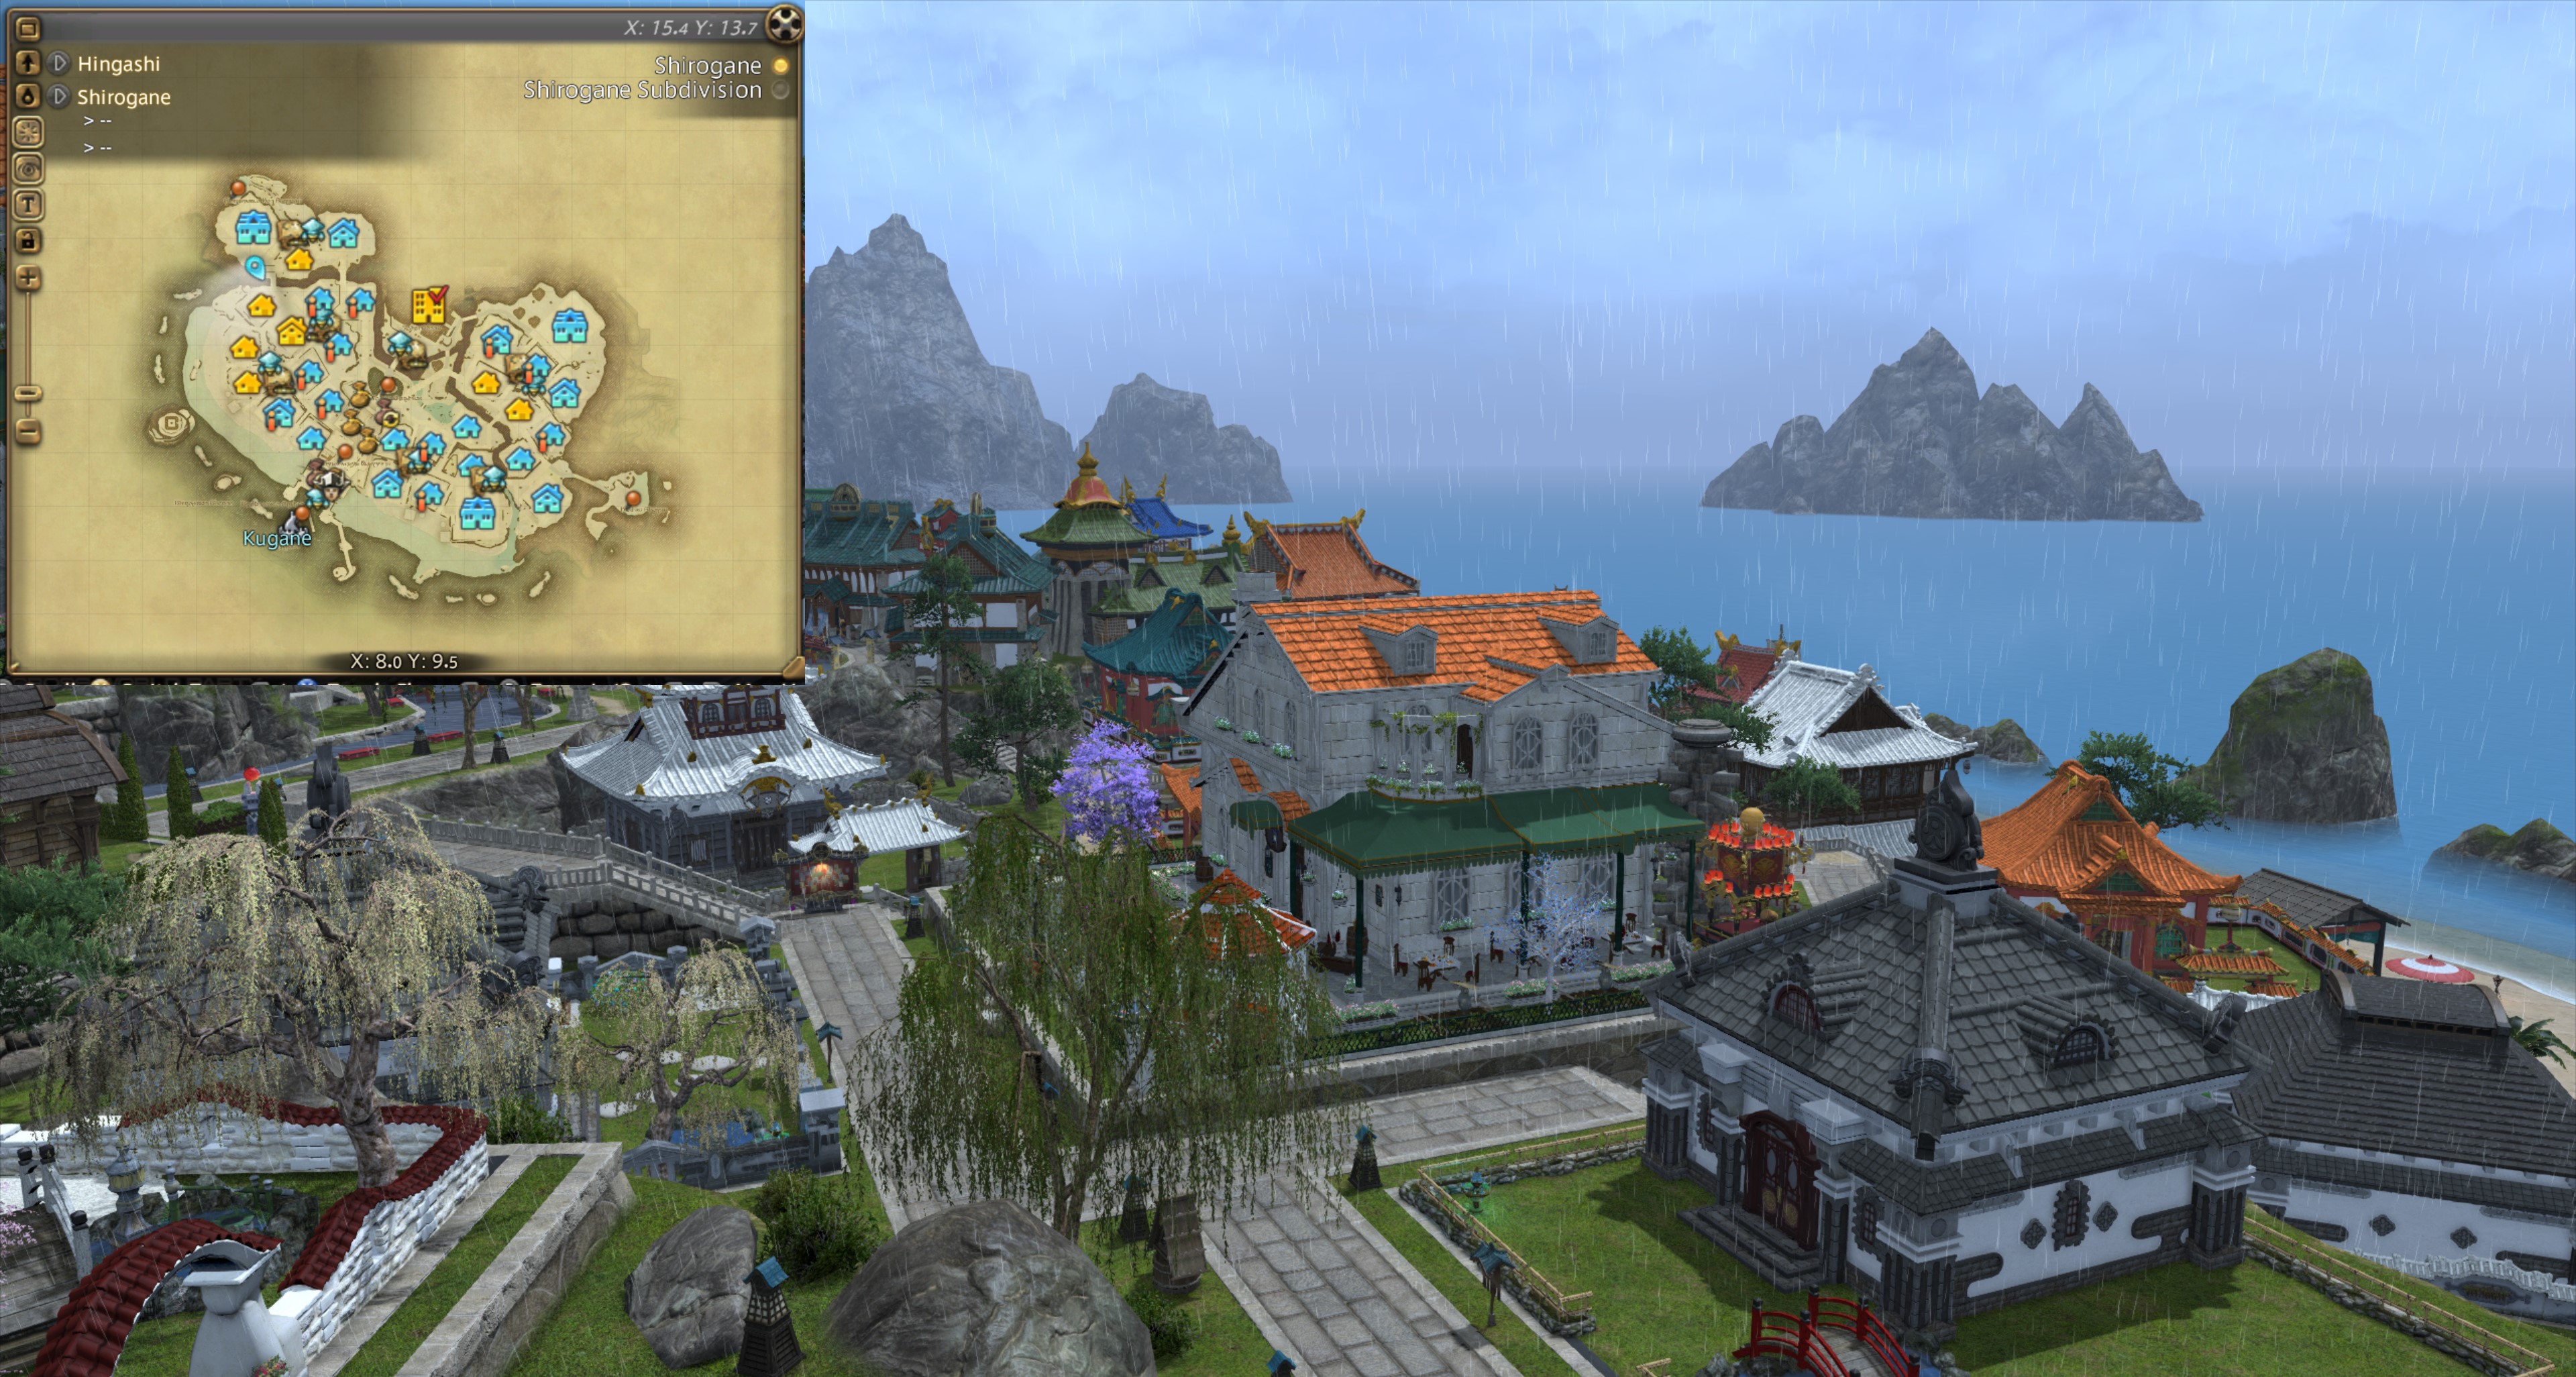 X: 15.4 Y: 13.7
Hingashi
Shirogane
Shirogane
Shirogane Subdivision
> --
> --
T
Kugane
X: 8.0 Y: 9.5